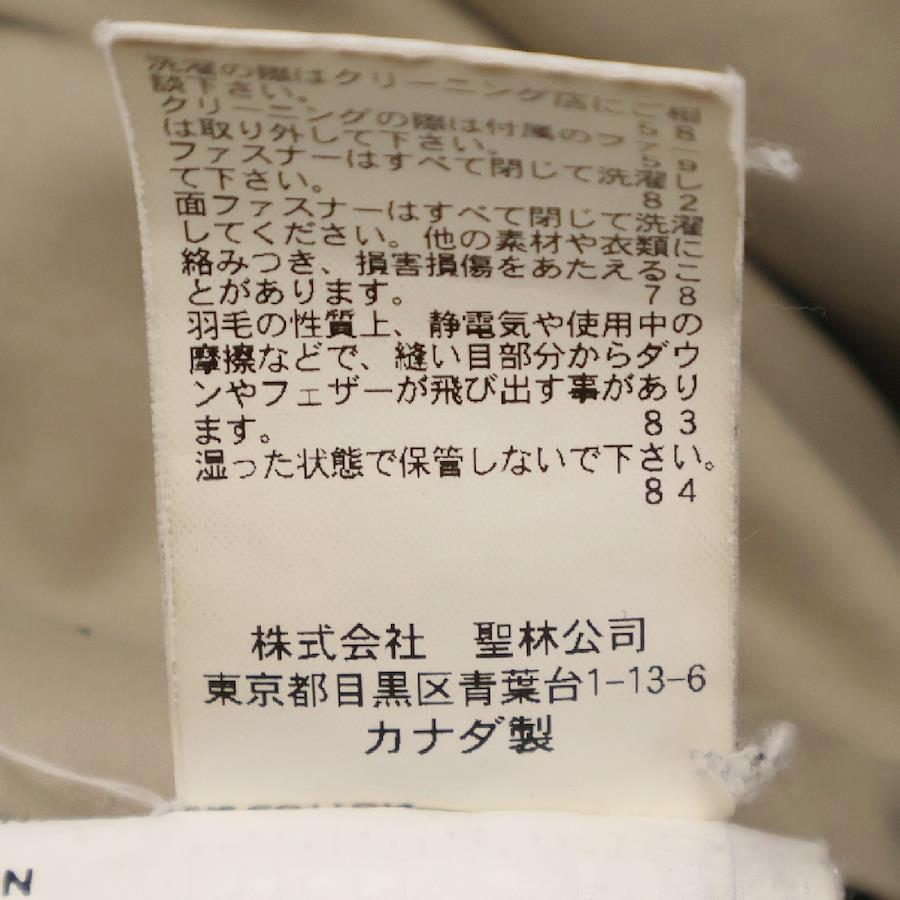 洗濯の際はクリーニング店にご相
談下さい。 58
クリーニングの際は付属のフ
は取り外して下さい。 59
ファスナーはすべて閉じて洗濯し
て下さい。 82
面ファスナーはすべて閉じて洗濯
してください。他の素材や衣類に
絡みつき、損害損傷をあたえるこ
とがあります。 78
羽毛の性質上、静電気や使用中の
摩擦などで、縫い目部分からダウ
ンやフェザーが飛び出す事があり
ます。 83
湿った状態で保管しないで下さい。
84
株式会社 聖林公司
東京都目黒区青葉台1-13-6
カナダ製
N